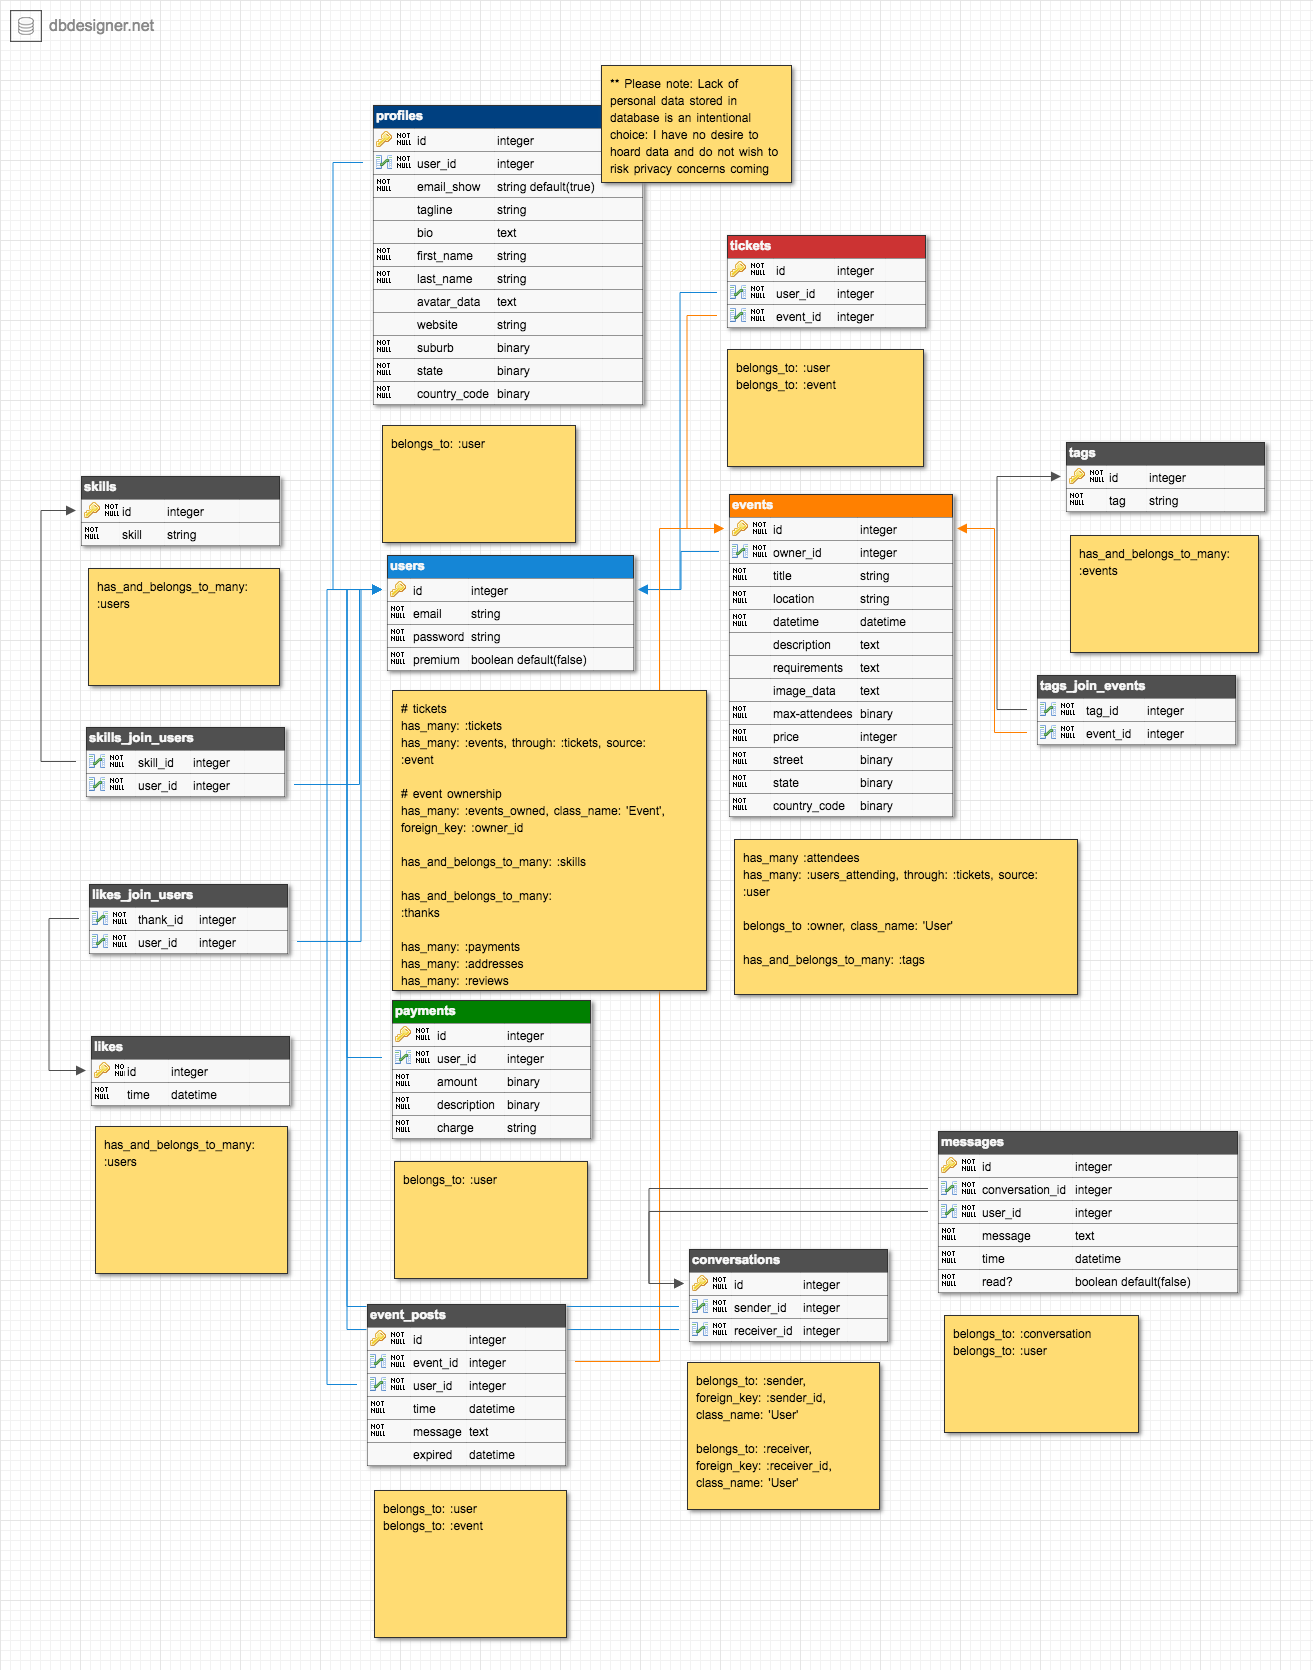 dbdesigner.net
** Please note: Lack of
personal data stored in
database is an intentional
choice: I have no desire to
hoard data and do not wish to
risk privacy concerns coming
profiles
NOT NULL id integer
NOT NULL user_id integer
NOT NULL email_show string default(true)
tagline string
bio text
NOT NULL first_name string
NOT NULL last_name string
avatar_data text
website string
NOT NULL suburb binary
NOT NULL state binary
NOT NULL country_code binary
belongs_to: :user
tickets
NOT NULL id integer
NOT NULL user_id integer
NOT NULL event_id integer
belongs_to: :user
belongs_to: :event
tags
NOT NULL id integer
NOT NULL tag string
has_and_belongs_to_many:
:events
skills
NOT NULL id integer
NOT NULL skill string
has_and_belongs_to_many:
:users
users
NOT NULL id integer
NOT NULL email string
NOT NULL password string
NOT NULL premium boolean default(false)
# tickets
has_many: :tickets
has_many: :events, through: :tickets, source:
:event
# event ownership
has_many: :events_owned, class_name: 'Event',
foreign_key: :owner_id
has_and_belongs_to_many: :skills
has_and_belongs_to_many:
:thanks
has_many: :payments
has_many: :addresses
has_many: :reviews
events
NOT NULL id integer
NOT NULL owner_id integer
NOT NULL title string
NOT NULL location string
NOT NULL datetime datetime
description text
requirements text
image_data text
NOT NULL max-attendees binary
NOT NULL price integer
NOT NULL street binary
NOT NULL state binary
NOT NULL country_code binary
has_many :attendees
has_many: :users_attending, through: :tickets, source:
:user
belongs_to :owner, class_name: 'User'
has_and_belongs_to_many: :tags
tags_join_events
NOT NULL tag_id integer
NOT NULL event_id integer
skills_join_users
NOT NULL skill_id integer
NOT NULL user_id integer
likes_join_users
NOT NULL thank_id integer
NOT NULL user_id integer
likes
NO NU id integer
NOT NULL time datetime
has_and_belongs_to_many:
:users
payments
NOT NULL id integer
NOT NULL user_id integer
NOT NULL amount binary
NOT NULL description binary
NOT NULL charge string
belongs_to: :user
messages
NOT NULL id integer
NOT NULL conversation_id integer
NOT NULL user_id integer
NOT NULL message text
NOT NULL time datetime
NOT NULL read? boolean default(false)
belongs_to: :conversation
belongs_to: :user
conversations
NOT NULL id integer
NOT NULL sender_id integer
NOT NULL receiver_id integer
belongs_to: :sender,
foreign_key: :sender_id,
class_name: 'User'
belongs_to: :receiver,
foreign_key: :receiver_id,
class_name: 'User'
event_posts
NOT NULL id integer
NOT NULL event_id integer
NOT NULL user_id integer
NOT NULL time datetime
NOT NULL message text
expired datetime
belongs_to: :user
belongs_to: :event